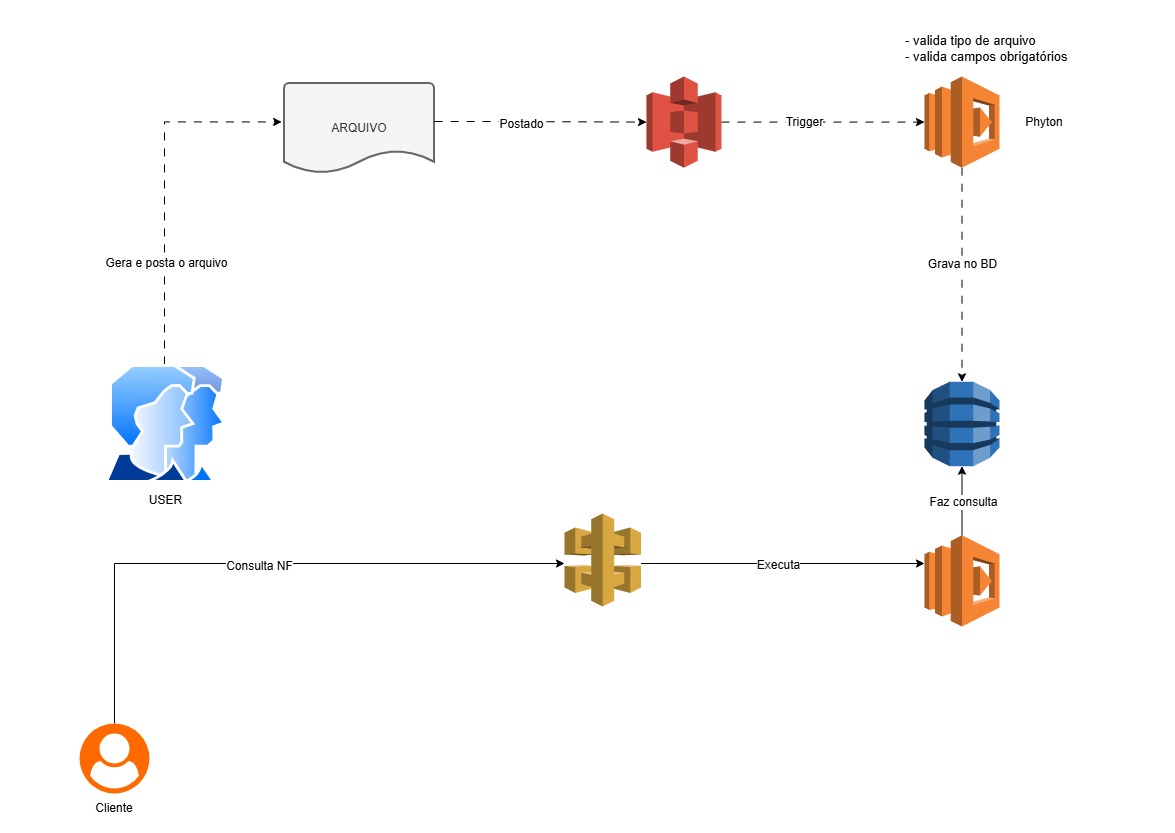 - valida tipo de arquivo
- valida campos obrigatórios
ARQUIVO
Postado
Trigger
Phyton
Gera e posta o arquivo
Grava no BD
USER
Faz consulta
Consulta NF
Executa
Cliente